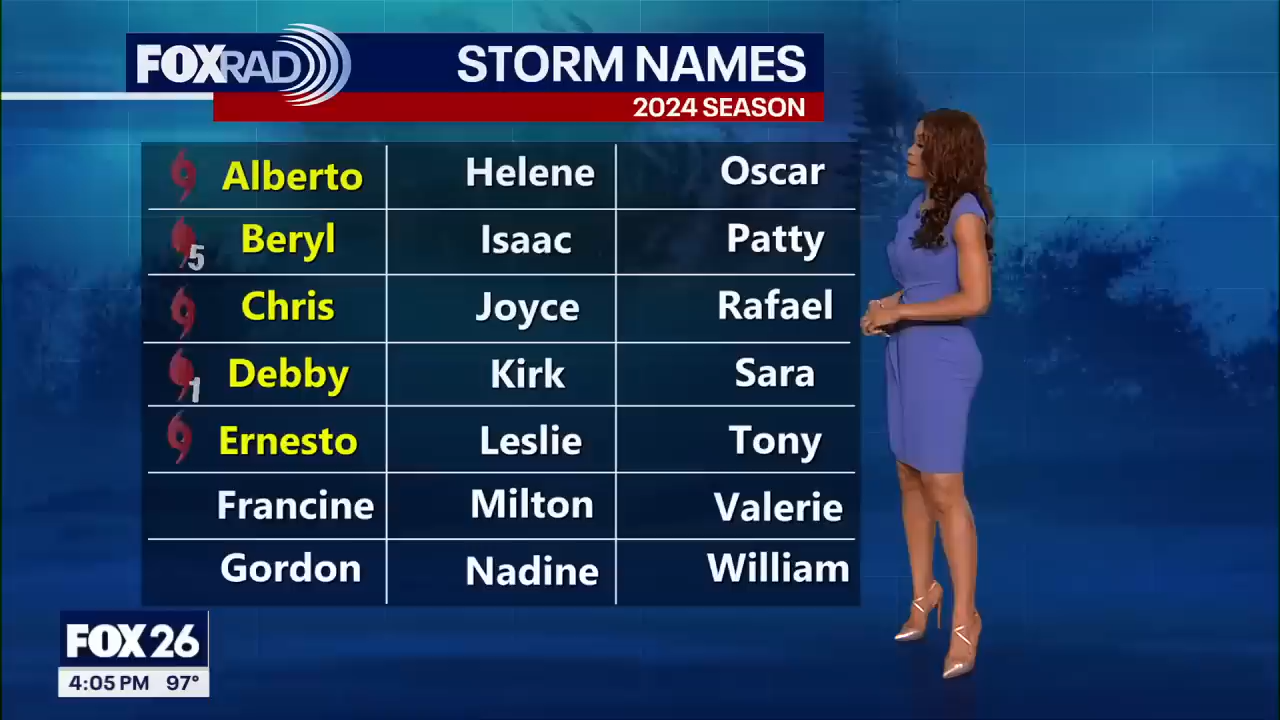 FOXRAD
STORM NAMES
2024 SEASON
Alberto Helene Oscar
5 Beryl Isaac Patty
Chris Joyce Rafael
1 Debby Kirk Sara
Ernesto Leslie Tony
Francine Milton Valerie
Gordon Nadine William
FOX 26
4:05 PM 97°